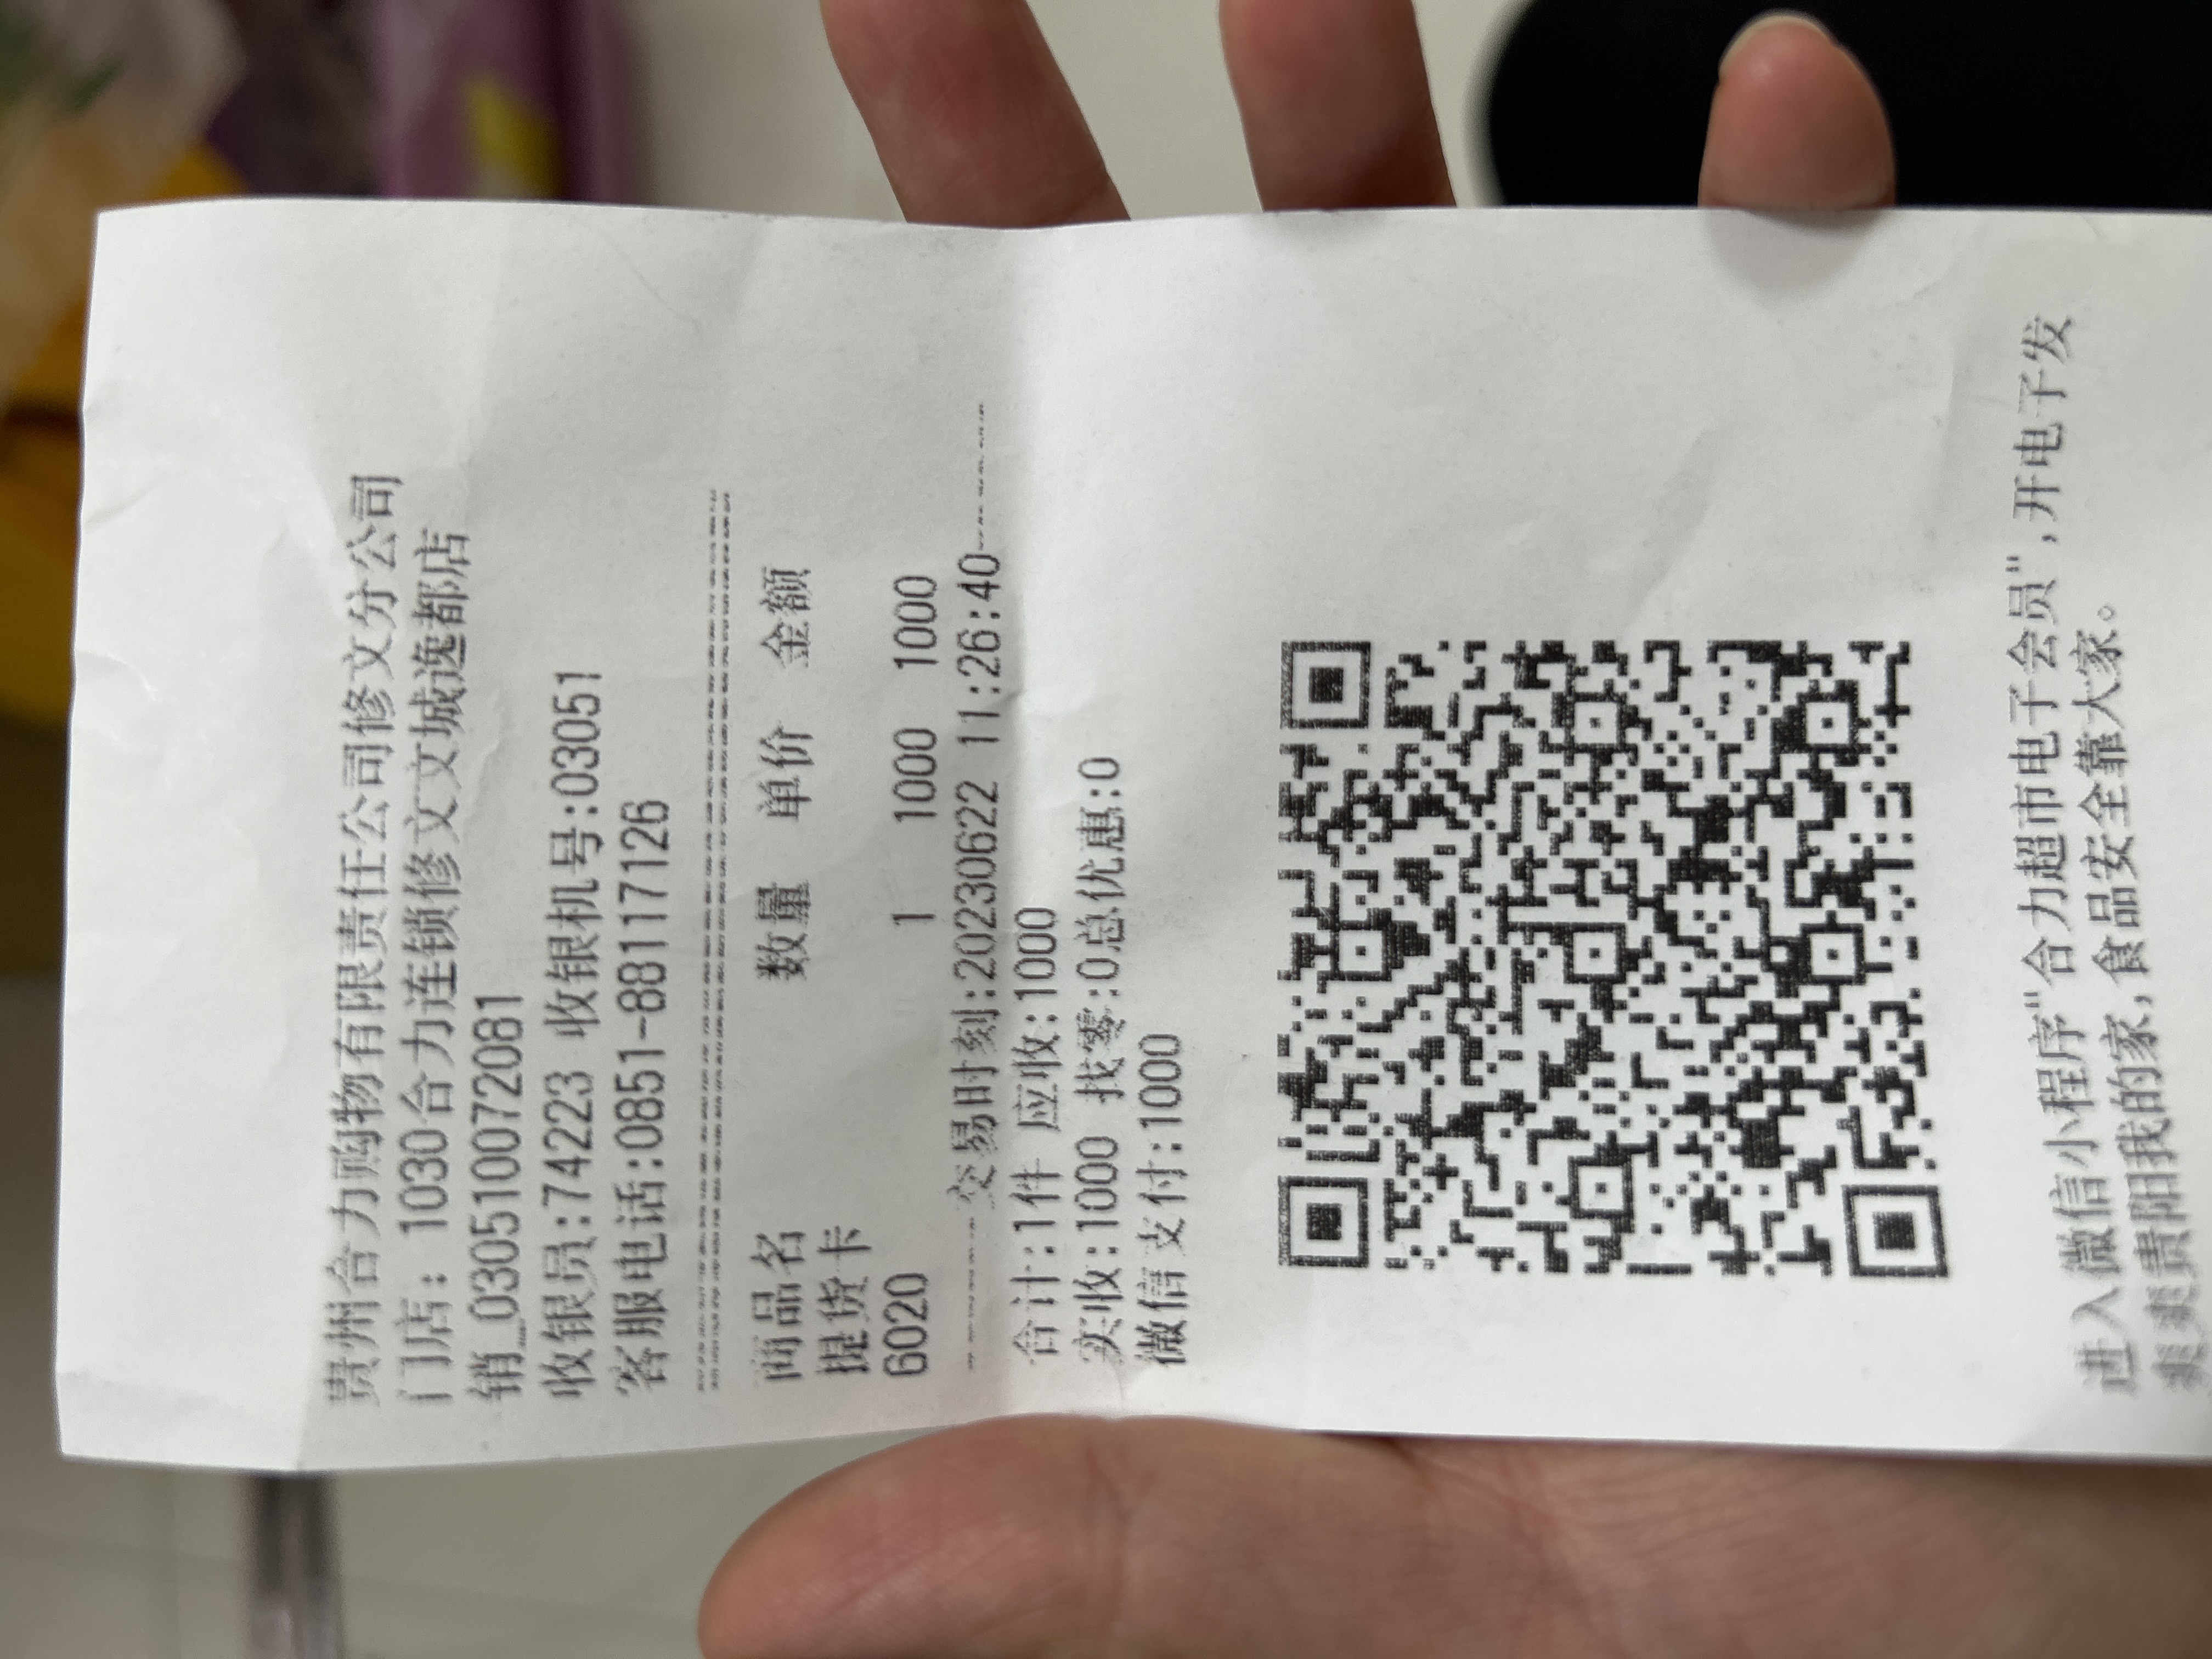 贵州合力购物有限责任公司修文分公司
门店: 1030合力连锁修文文城逸都店
销_030510072081
收银员:74223 收银机号:03051
客服电话:0851-88117126
商品名 数量 单价 金额
提货卡
6020 1 1000 1000
交易时刻:20230622 11:26:40
合计:1件 应收:1000
实收:1000 找零:0总优惠:0
微信支付:1000
进入微信小程序"合力超市电子会员",开电子发
爽爽贵阳我的家,食品安全靠大家。